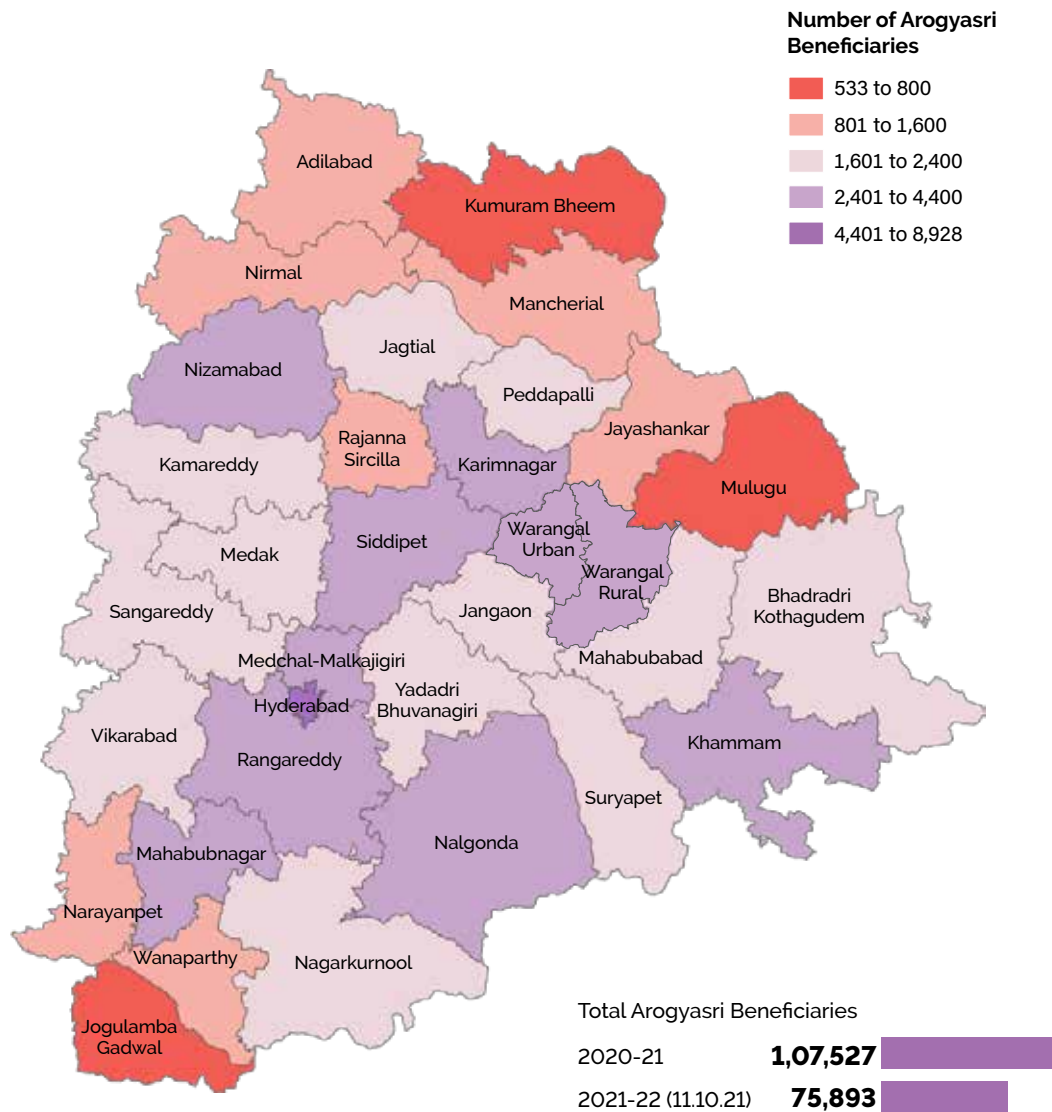 Number of Arogyasri
Beneficiaries
533 to 800
801 to 1,600
1,601 to 2,400
2,401 to 4,400
4,401 to 8,928
Adilabad
Kumuram Bheem
Nirmal
Mancherial
Jagtial
Nizamabad
Peddapalli
Jayashankar
Rajanna
Sircilla
Kamareddy
Karimnagar
Mulugu
Siddipet
Warangal
Urban
Medak
Warangal
Rural
Sangareddy
Jangaon
Bhadradri
Kothagudem
Medchal-Malkajigiri
Mahabubabad
Yadadri
Bhuvanagiri
Hyderabad
Vikarabad
Rangareddy
Khammam
Suryapet
Nalgonda
Mahabubnagar
Narayanpet
Wanaparthy
Nagarkurnool
Jogulamba
Gadwal
Total Arogyasri Beneficiaries
2020-21 1,07,527
2021-22 (11.10.21) 75,893